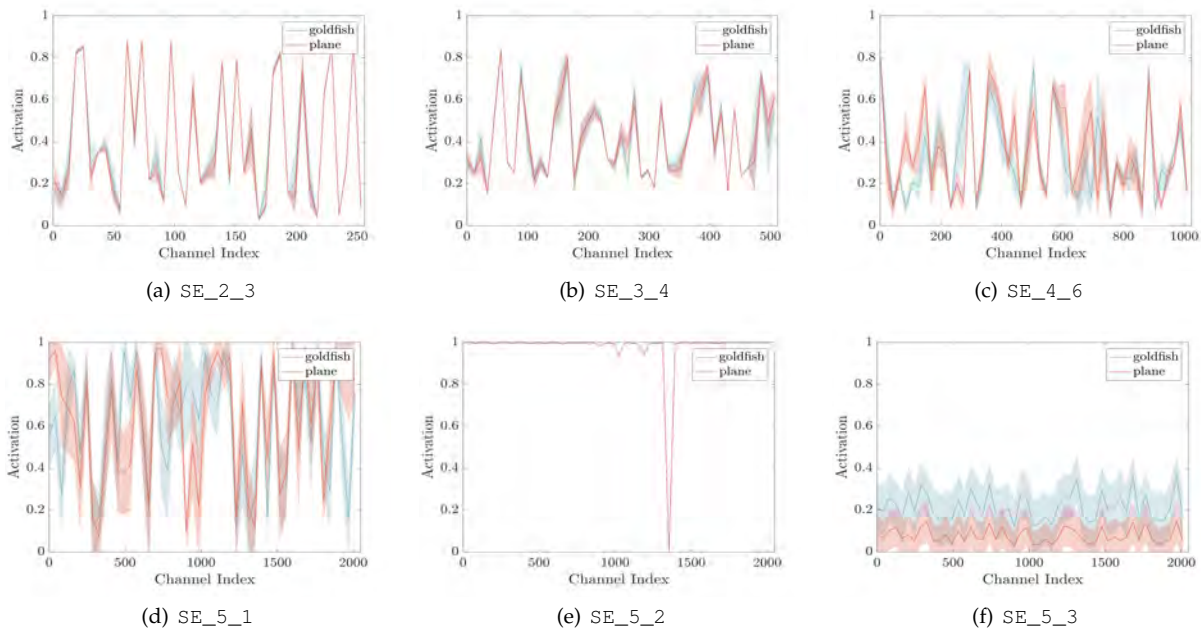 1
0.8
0.6
0.4
0.2
0
Activation
0 50 100 150 200 250
Channel Index
goldfish
plane
(a) SE_2_3
1
0.8
0.6
0.4
0.2
0
Activation
0 100 200 300 400 500
Channel Index
goldfish
plane
(b) SE_3_4
1
0.8
0.6
0.4
0.2
0
Activation
0 200 400 600 800 1000
Channel Index
goldfish
plane
(c) SE_4_6
1
0.8
0.6
0.4
0.2
0
Activation
0 500 1000 1500 2000
Channel Index
goldfish
plane
(d) SE_5_1
1
0.8
0.6
0.4
0.2
0
Activation
0 500 1000 1500 2000
Channel Index
goldfish
plane
(e) SE_5_2
1
0.8
0.6
0.4
0.2
0
Activation
0 500 1000 1500 2000
Channel Index
goldfish
plane
(f) SE_5_3